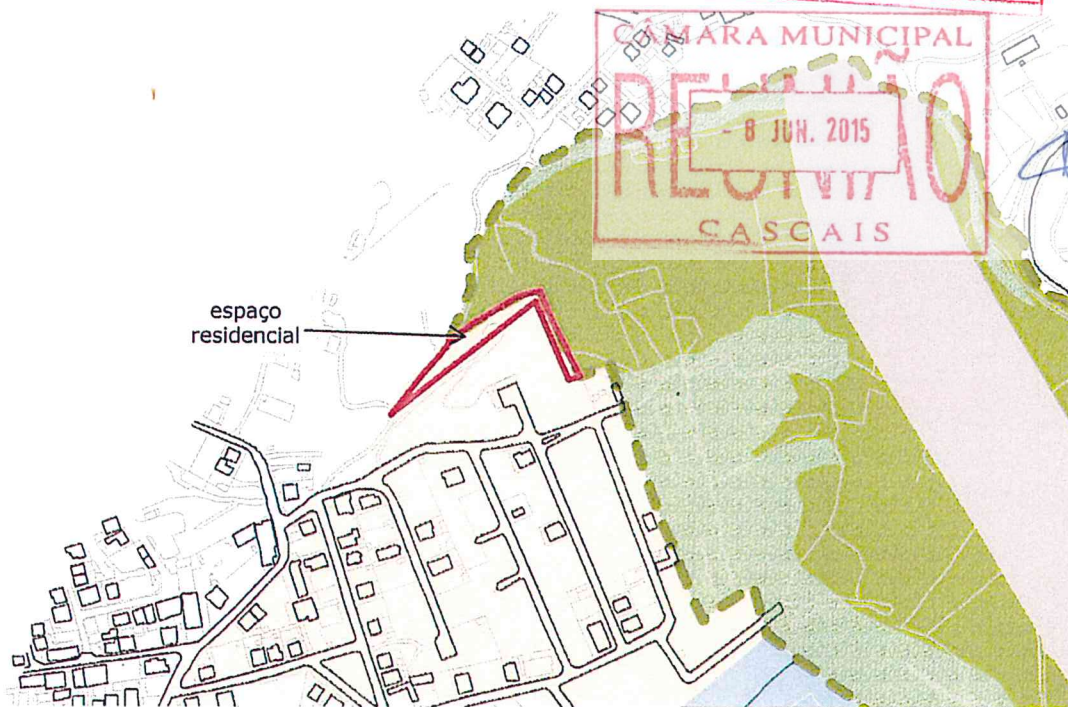 CÂMARA MUNICIPAL
REUNIÃO
- 8 JUN. 2015
CASCAIS
espaço
residencial